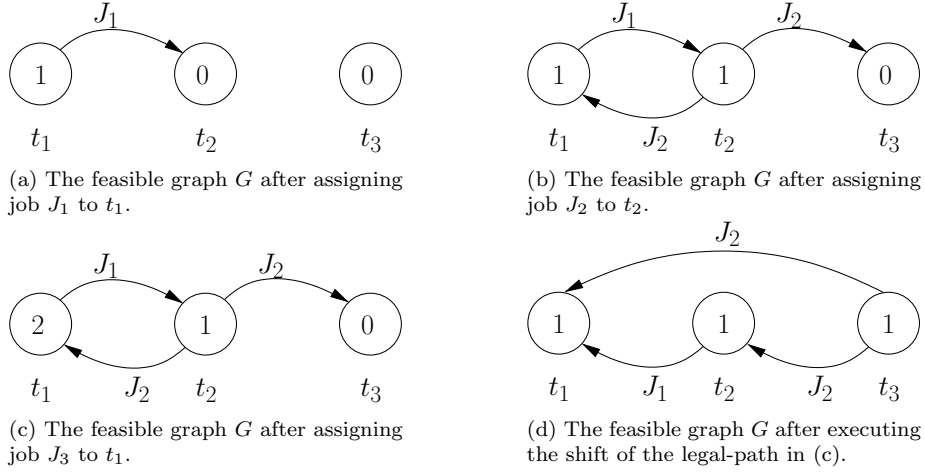 J₁
1 0 0
t₁ t₂ t₃
(a) The feasible graph G after assigning
job J₁ to t₁.
J₁ J₂
1 1 0
J₂
t₁ t₂ t₃
(b) The feasible graph G after assigning
job J₂ to t₂.
J₁ J₂
2 1 0
J₂
t₁ t₂ t₃
(c) The feasible graph G after assigning
job J₃ to t₁.
J₂
1 1 1
J₁ J₂
t₁ t₂ t₃
(d) The feasible graph G after executing
the shift of the legal-path in (c).